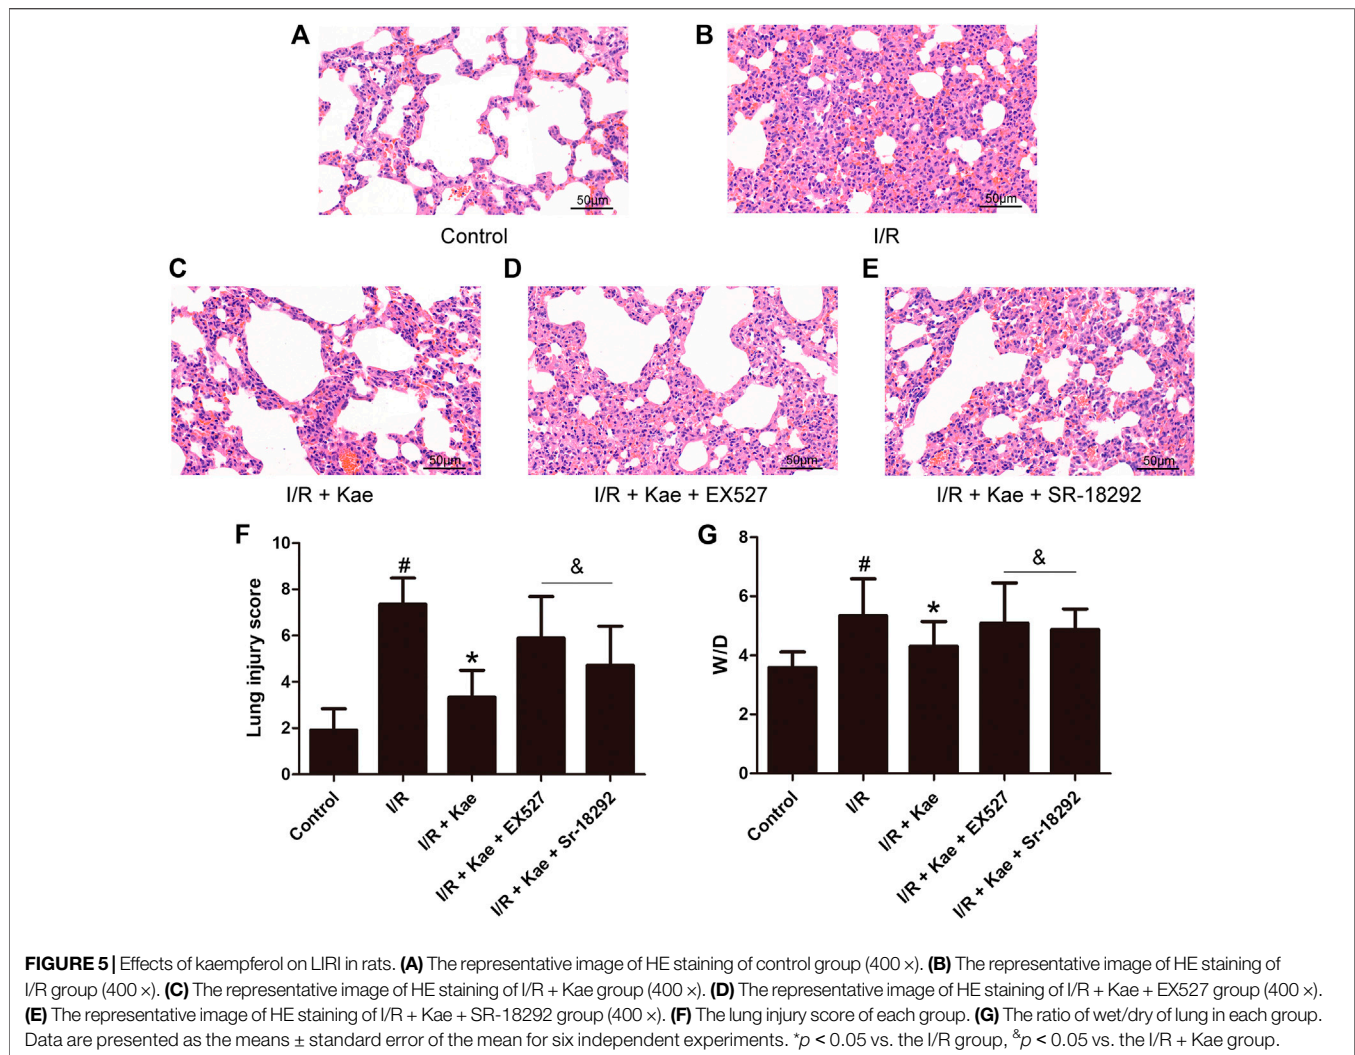 A
B
50μm
50μm
Control
I/R
C
D
E
50μm
50μm
50μm
I/R + Kae
I/R + Kae + EX527
I/R + Kae + SR-18292
F
10
8
6
4
2
0
Lung injury score
#
*
&
Control
I/R
I/R + Kae
I/R + Kae + EX527
I/R + Kae + Sr-18292
G
8
6
4
2
0
W/D
#
*
&
Control
I/R
I/R + Kae
I/R + Kae + EX527
I/R + Kae + Sr-18292
FIGURE 5 | Effects of kaempferol on LIRI in rats. (A) The representative image of HE staining of control group (400 ×). (B) The representative image of HE staining of
I/R group (400 ×). (C) The representative image of HE staining of I/R + Kae group (400 ×). (D) The representative image of HE staining of I/R + Kae + EX527 group (400 ×).
(E) The representative image of HE staining of I/R + Kae + SR-18292 group (400 ×). (F) The lung injury score of each group. (G) The ratio of wet/dry of lung in each group.
Data are presented as the means ± standard error of the mean for six independent experiments. *p < 0.05 vs. the I/R group, &p < 0.05 vs. the I/R + Kae group.